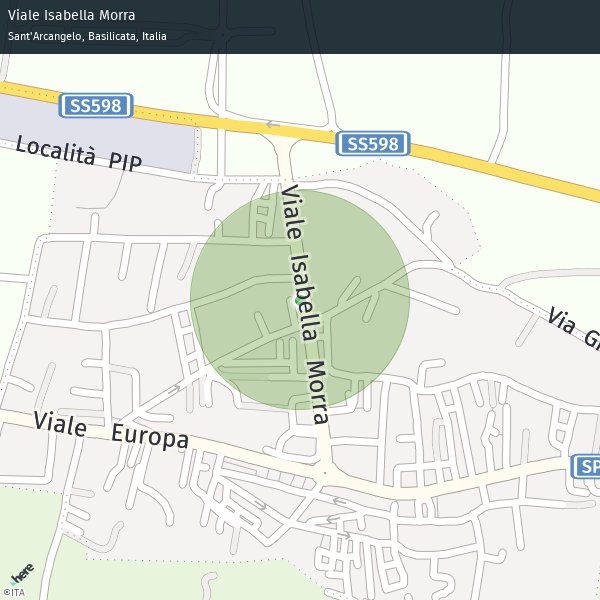 Viale Isabella Morra
Sant'Arcangelo, Basilicata, Italia
SS598
SS598
Località PIP
Viale Isabella Morra
Via
Viale Europa
SP
here
©ITA